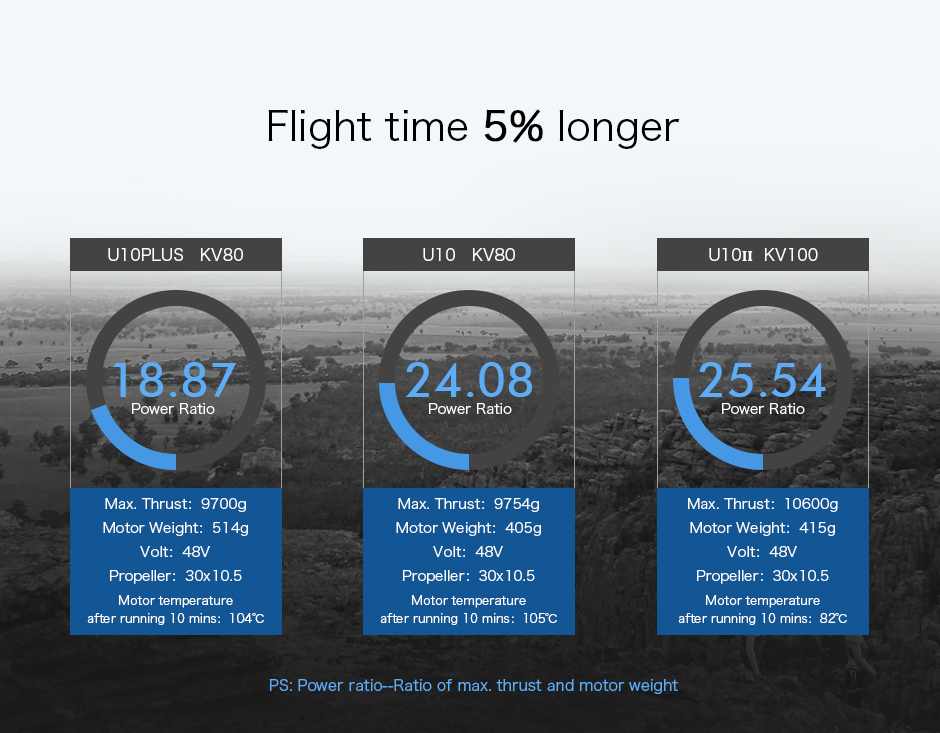 Flight time 5% longer
U10PLUS KV80
18.87
Power Ratio
Max. Thrust: 9700g
Motor Weight: 514g
Volt: 48V
Propeller: 30x10.5
Motor temperature
after running 10 mins: 104℃
U10 KV80
24.08
Power Ratio
Max. Thrust: 9754g
Motor Weight: 405g
Volt: 48V
Propeller: 30x10.5
Motor temperature
after running 10 mins: 105℃
U10II KV100
25.54
Power Ratio
Max. Thrust: 10600g
Motor Weight: 415g
Volt: 48V
Propeller: 30x10.5
Motor temperature
after running 10 mins: 82℃
PS: Power ratio--Ratio of max. thrust and motor weight